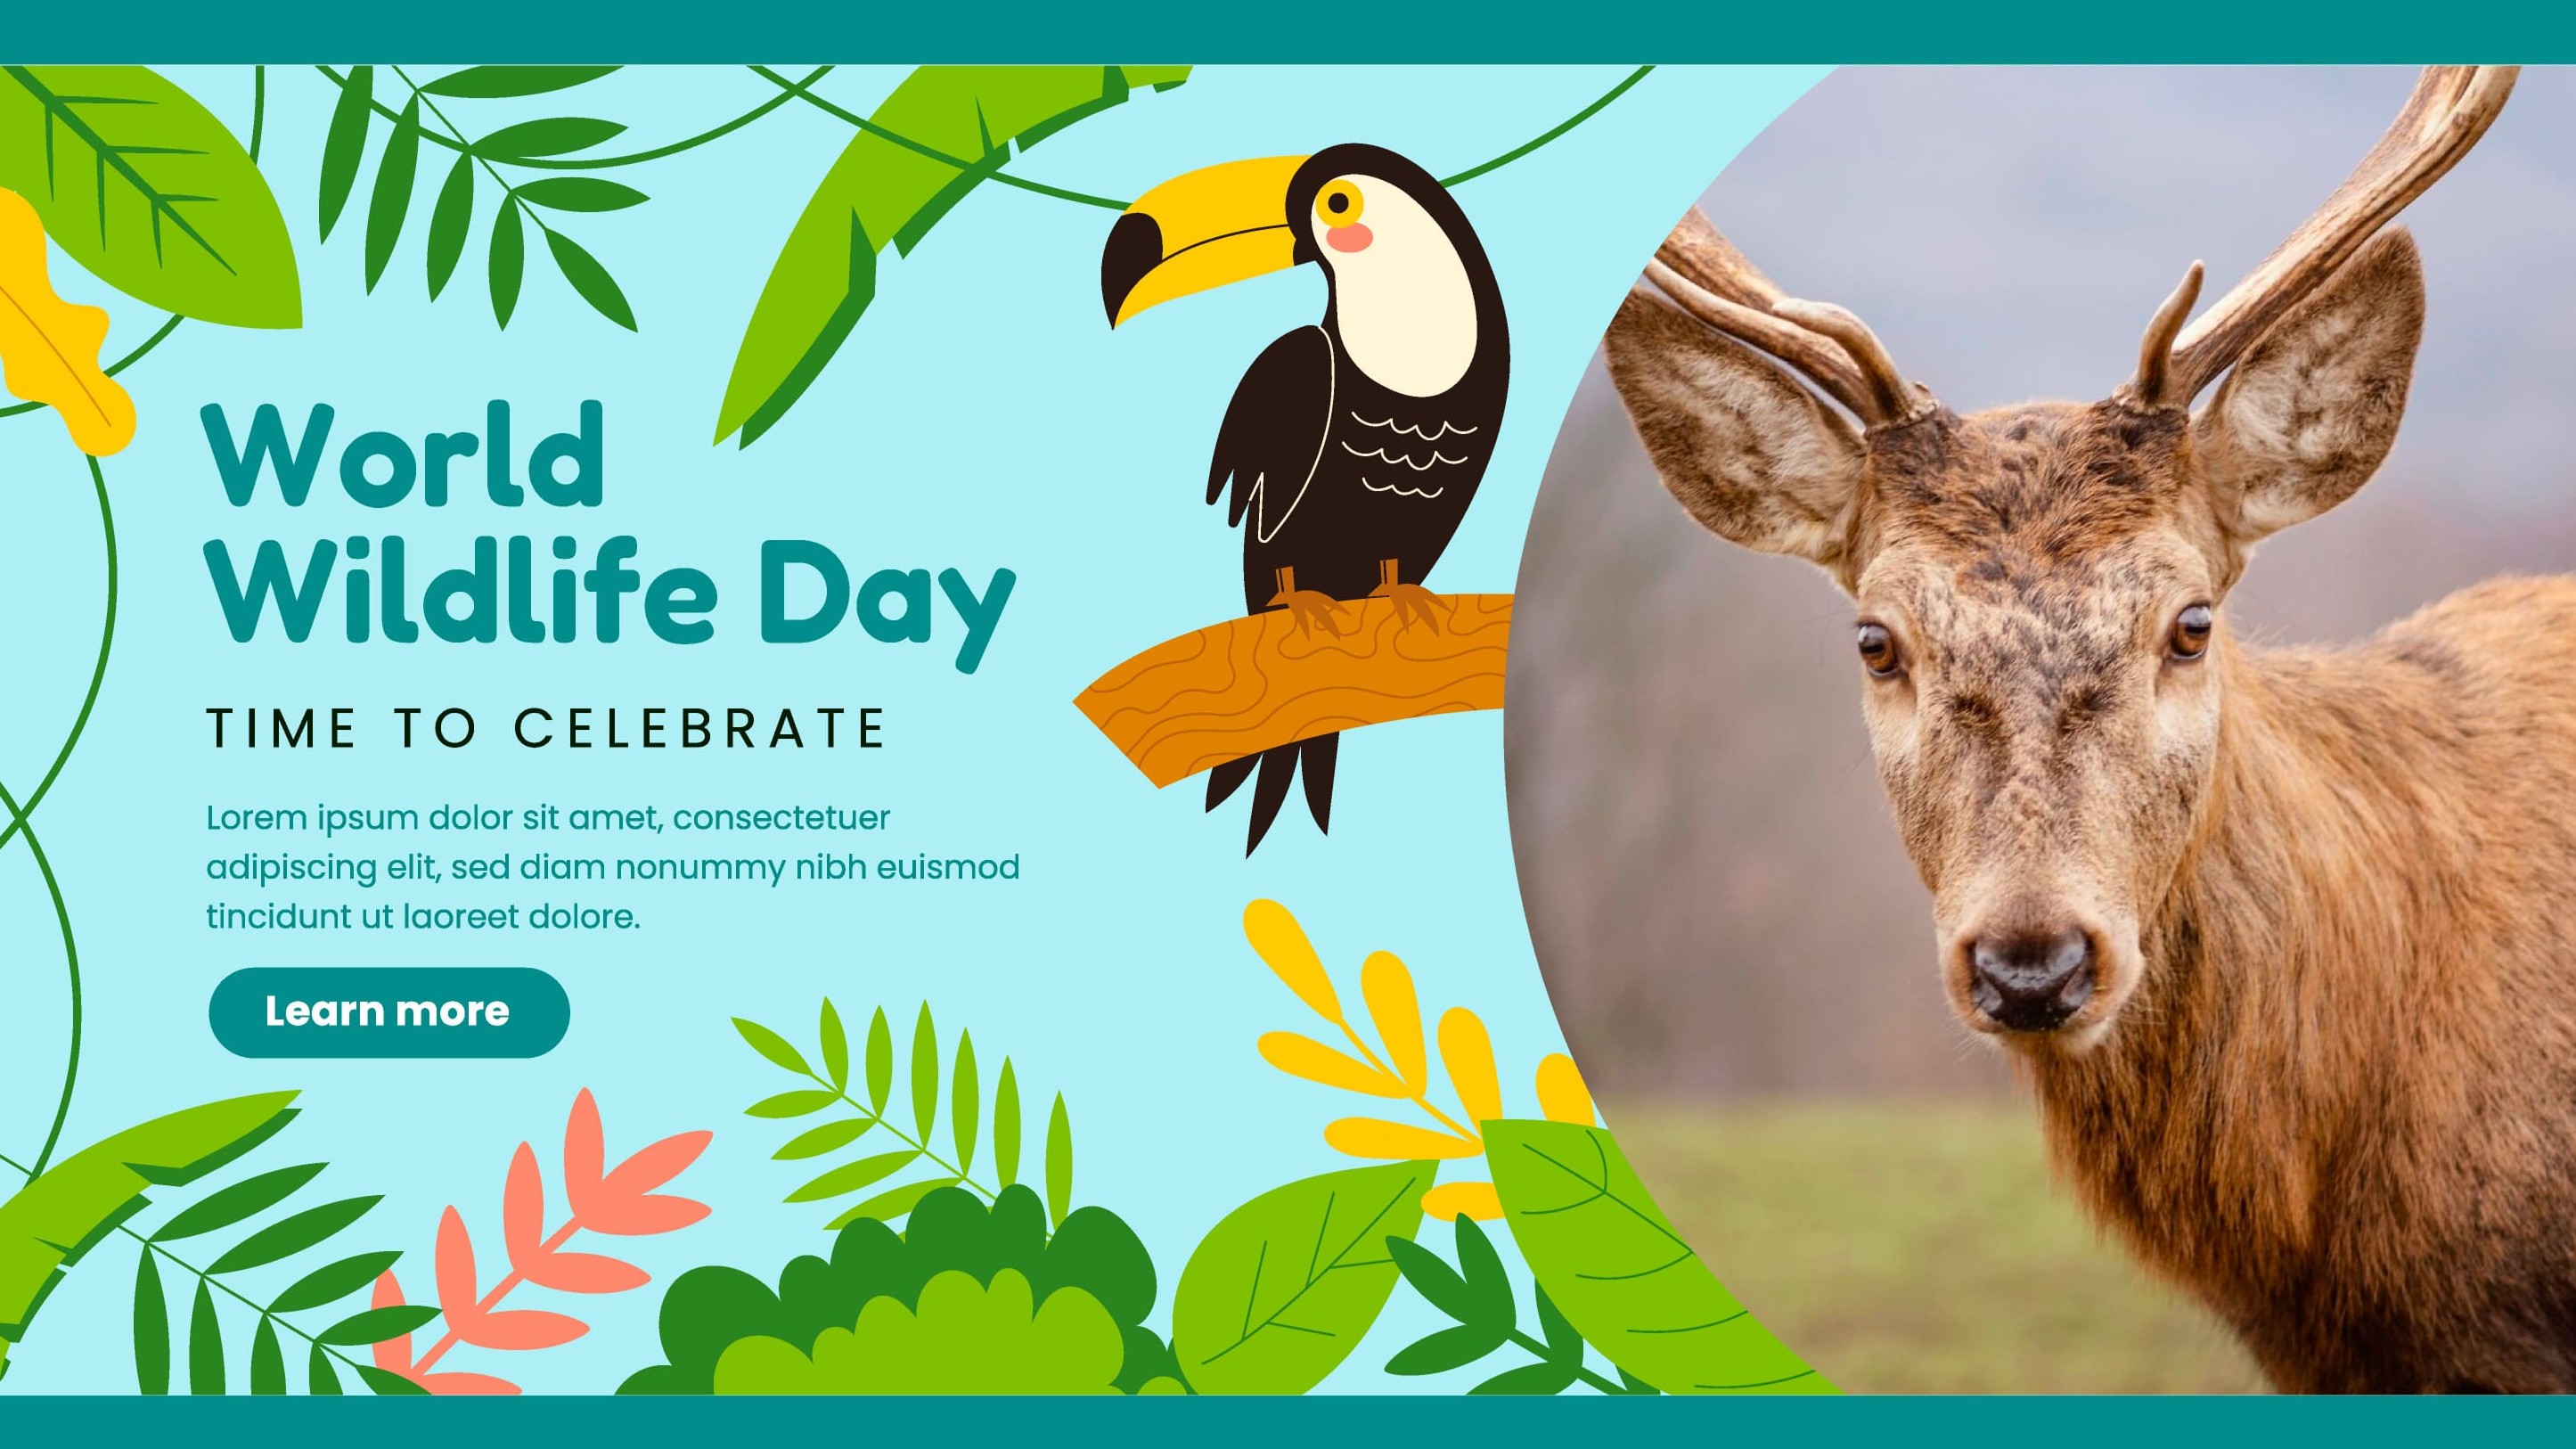 World
Wildlife Day
TIME TO CELEBRATE
Lorem ipsum dolor sit amet, consectetuer
adipiscing elit, sed diam nonummy nibh euismod
tincidunt ut laoreet dolore.
Learn more